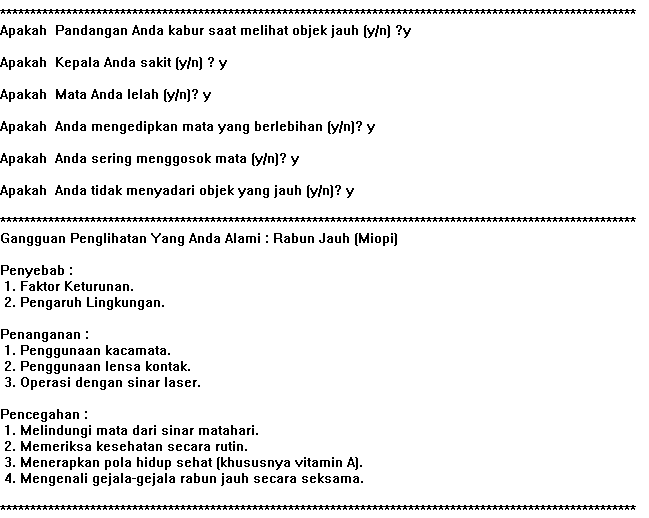 **********************************************************************************************************
Apakah  Pandangan Anda kabur saat melihat objek jauh (y/n) ?y
Apakah  Kepala Anda sakit (y/n) ? y
Apakah  Mata Anda lelah (y/n)? y
Apakah  Anda mengedipkan mata yang berlebihan (y/n)? y
Apakah  Anda sering menggosok mata (y/n)? y
Apakah  Anda tidak menyadari objek yang jauh (y/n)? y
**********************************************************************************************************
Gangguan Penglihatan Yang Anda Alami : Rabun Jauh (Miopi)
Penyebab :
1. Faktor Keturunan.
2. Pengaruh Lingkungan.
Penanganan :
1. Penggunaan kacamata.
2. Penggunaan lensa kontak.
3. Operasi dengan sinar laser.
Pencegahan :
1. Melindungi mata dari sinar matahari.
2. Memeriksa kesehatan secara rutin.
3. Menerapkan pola hidup sehat (khususnya vitamin A).
4. Mengenali gejala-gejala rabun jauh secara seksama.
**********************************************************************************************************